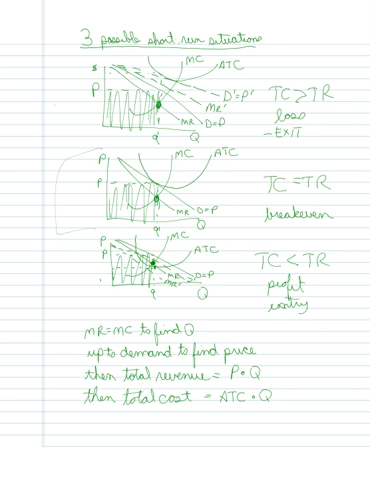 3 possible short run situations
$ MC ATC
P D'=P' TC > TR
MR' loss
MR D=P -EXIT
q' Q
P MC ATC
P TC = TR
MR D=P breakeven
q' Q
P MC
P ATC TC < TR
MR D=P profit
MR' entry
q Q
MR=MC to find Q
up to demand to find price
then total revenue = P • Q
then total cost = ATC • Q